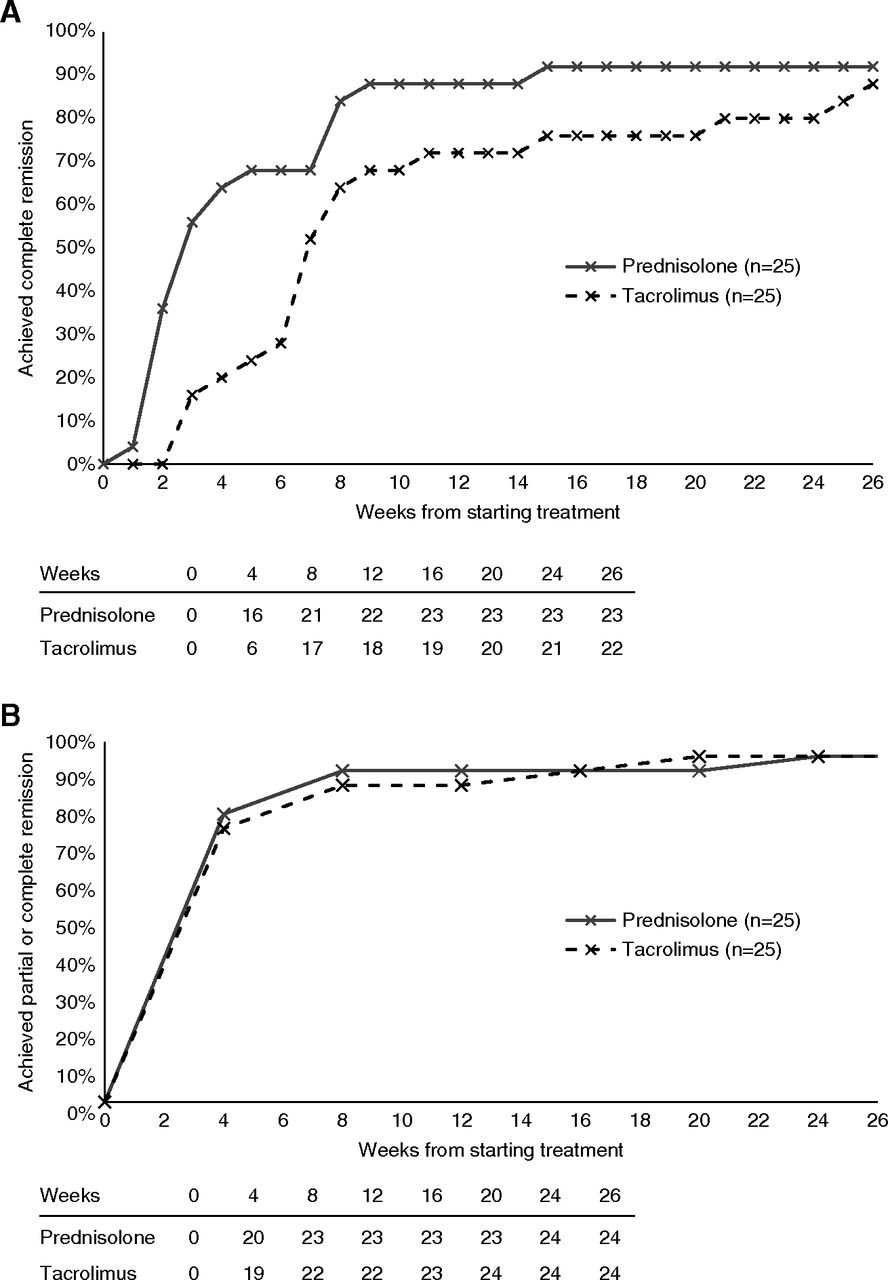 A
100%
90%
80%
70%
60%
50%
40%
30%
20%
10%
0%
Achieved complete remission
Prednisolone (n=25)
Tacrolimus (n=25)
0 2 4 6 8 10 12 14 16 18 20 22 24 26
Weeks from starting treatment
Weeks 0 4 8 12 16 20 24 26
Prednisolone 0 16 21 22 23 23 23 23
Tacrolimus 0 6 17 18 19 20 21 22
B
100%
90%
80%
70%
60%
50%
40%
30%
20%
10%
0%
Achieved partial or complete remission
Prednisolone (n=25)
Tacrolimus (n=25)
0 2 4 6 8 10 12 14 16 18 20 22 24 26
Weeks from starting treatment
Weeks 0 4 8 12 16 20 24 26
Prednisolone 0 20 23 23 23 23 24 24
Tacrolimus 0 19 22 22 23 24 24 24